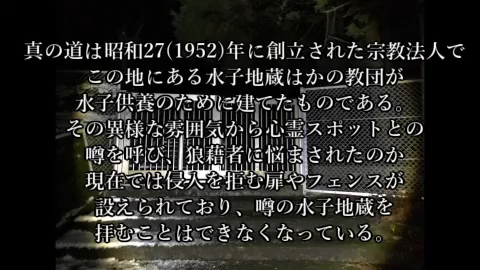 真の道は昭和27(1952)年に創立された宗教法人で
この地にある水子地蔵はかの教団が
水子供養のために建てたものである。
その異様な雰囲気から心霊スポットとの
噂を呼び、狼藉者に悩まされたのか
現在では侵入を拒む扉やフェンスが
設えられており、噂の水子地蔵を
拝むことはできなくなっている。